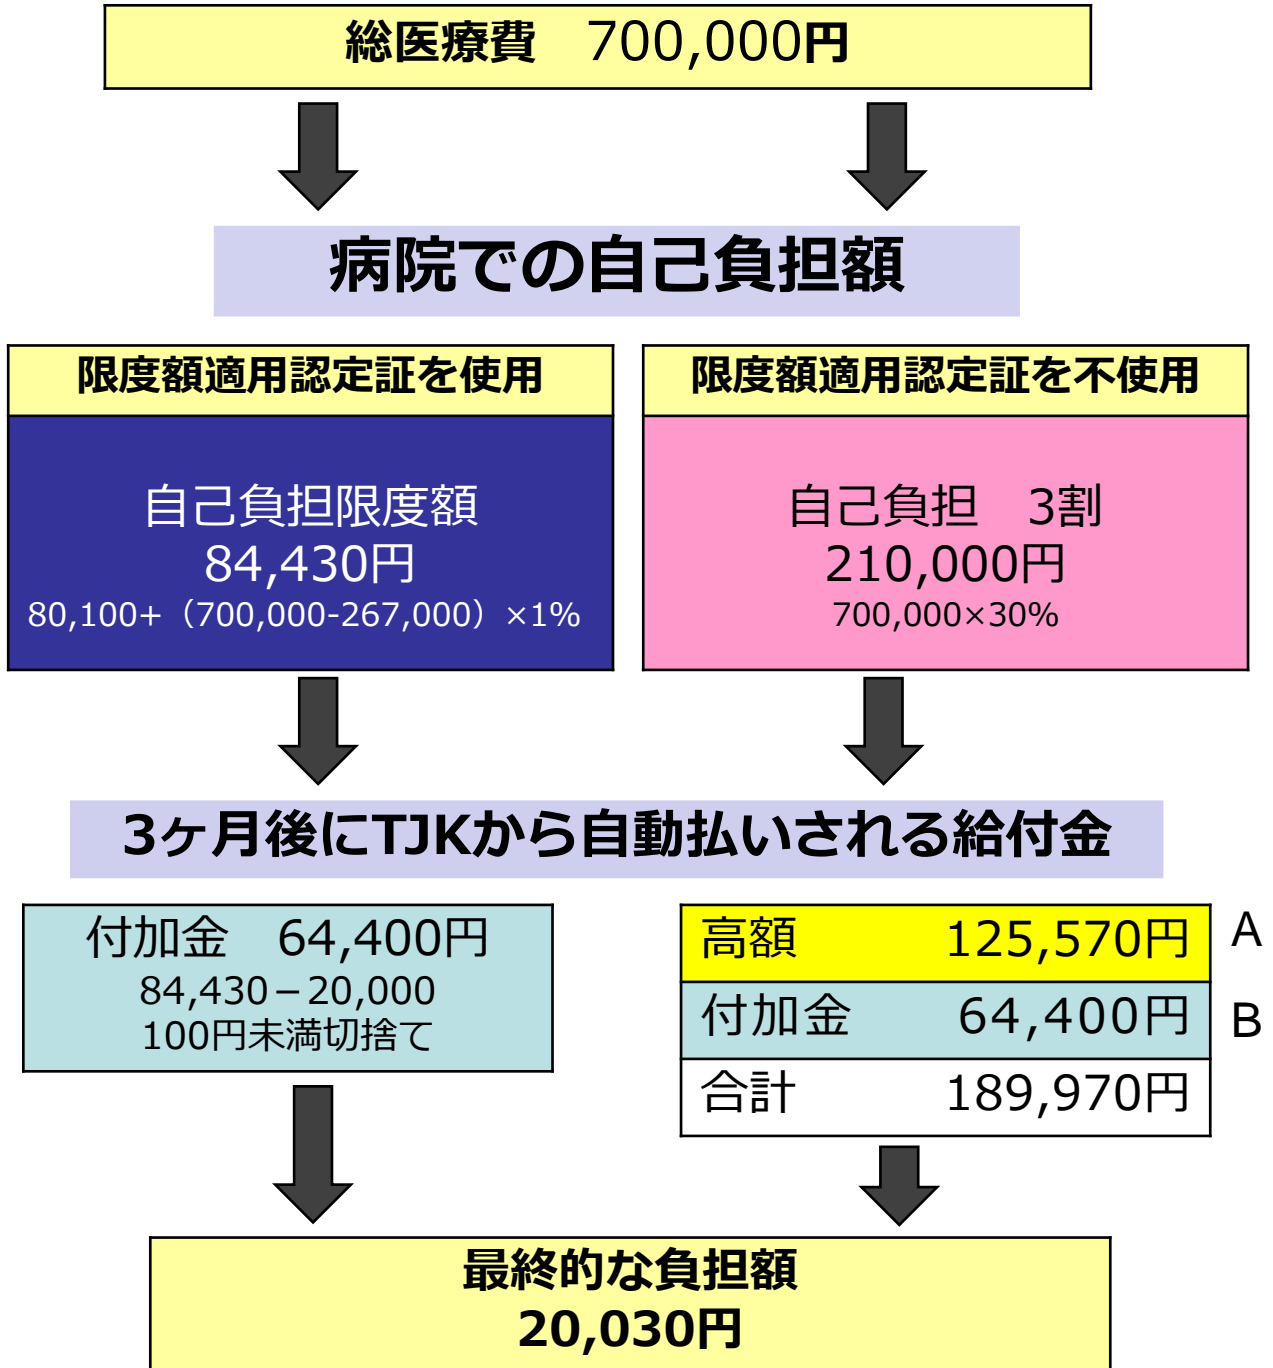 総医療費　700,000円
病院での自己負担額
限度額適用認定証を使用
自己負担限度額
84,430円
80,100+（700,000-267,000）×1%
限度額適用認定証を不使用
自己負担　3割
210,000円
700,000×30%
3ヶ月後にTJKから自動払いされる給付金
付加金　64,400円
84,430－20,000
100円未満切捨て
高額　125,570円　A
付加金　64,400円　B
合計　189,970円
最終的な負担額
20,030円